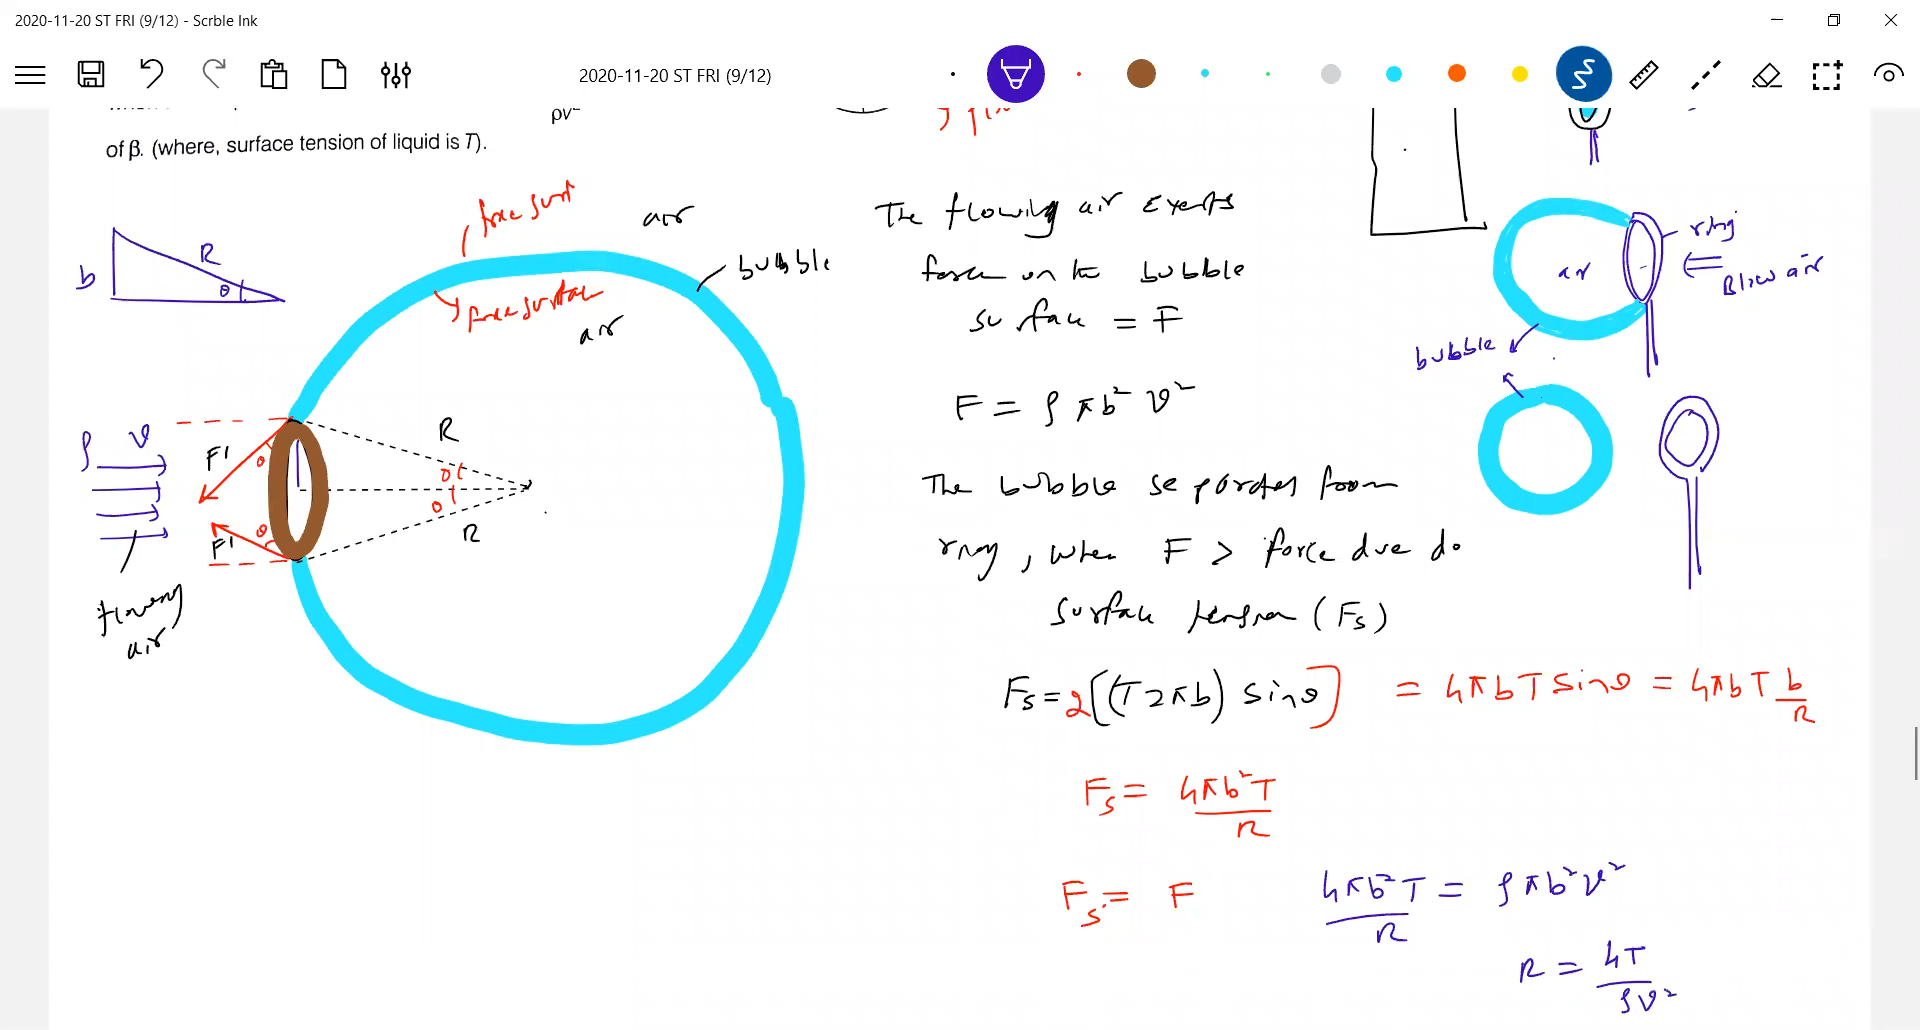 2020-11-20 ST FRI (9/12) - Scrble Ink
2020-11-20 ST FRI (9/12)
ρv²
of β. (where, surface tension of liquid is T).
b R θ
free surf
air
bubble
free surface
air
ρ v
F' θ
F' θ
R
θ
θ
R
flowing
air
The flowing air exerts
force on the bubble
surface = F
F = ρπb²v²
The bubble separates from
ring, when F > force due to
surface tension (Fs)
Fs = 2[(T2πb) sinθ] = 4πbT sinθ = 4πbT b/R
Fs = 4πb²T/R
Fs = F
4πb²T/R = ρπb²v²
R = 4T/ρv²
ring
air
Blow air
bubble